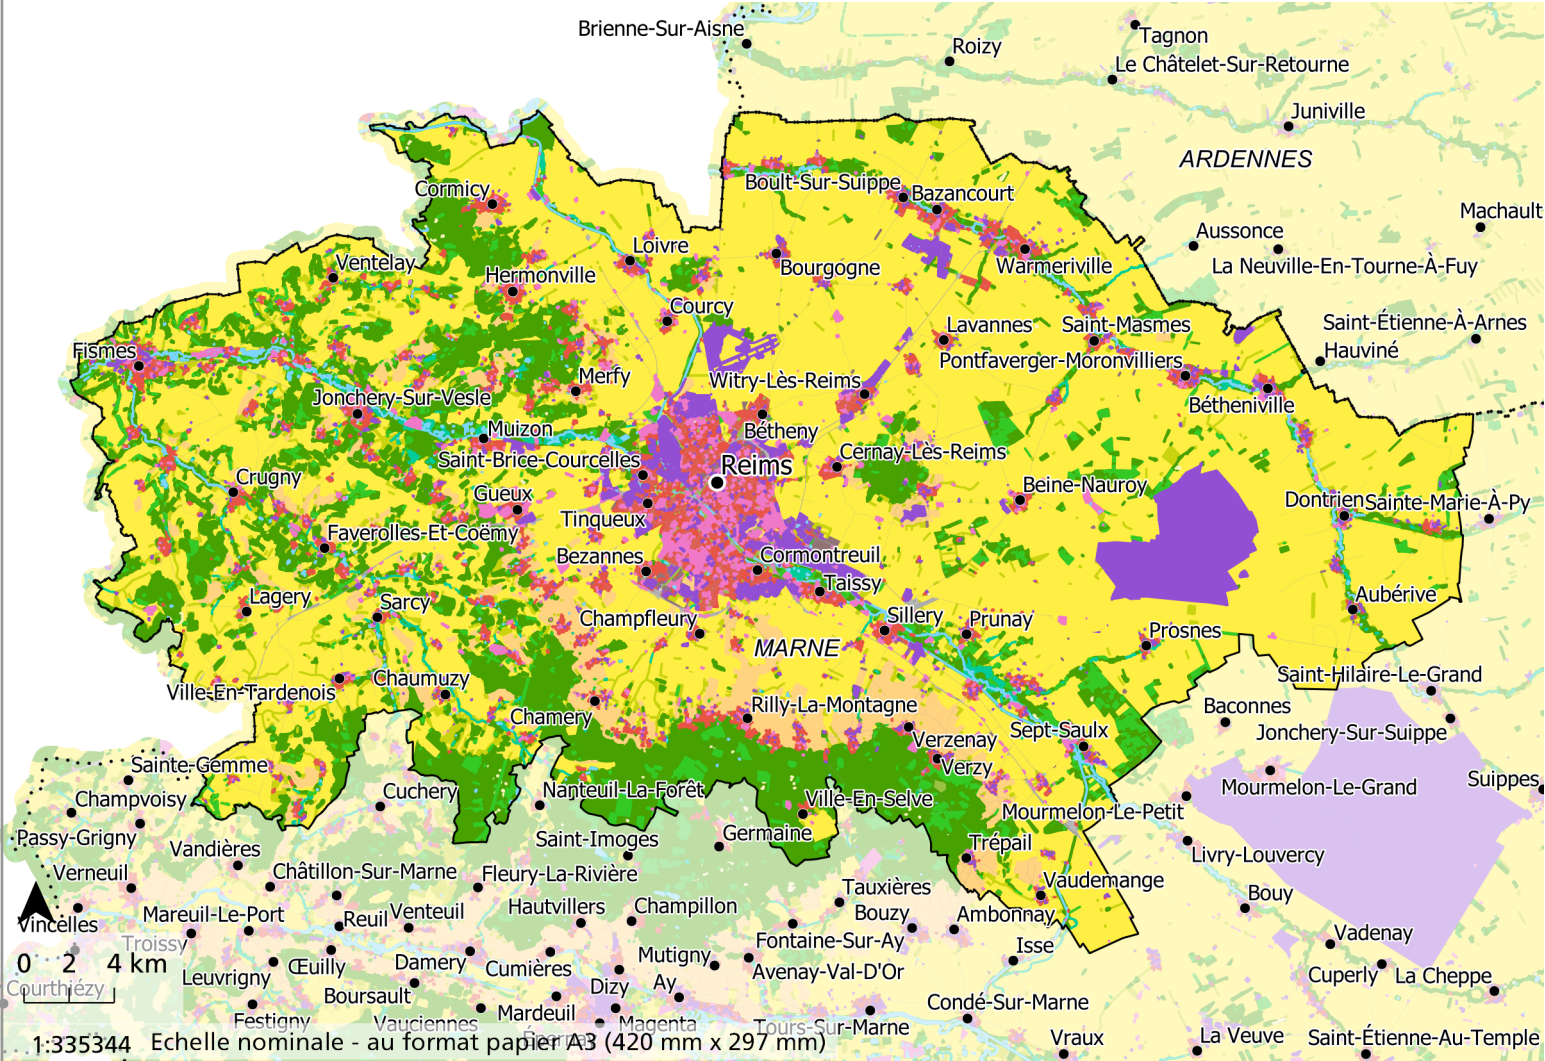 Brienne-Sur-Aisne
Tagnon
Roizy
Le Châtelet-Sur-Retourne
Juniville
ARDENNES
Boult-Sur-Suippe
Cormicy
Bazancourt
Machault
Aussonce
Loivre
Ventelay
Bourgogne
Warmeriville
La Neuville-En-Tourne-À-Fuy
Hermonville
Courcy
Lavannes
Saint-Masmes
Saint-Étienne-À-Arnes
Fismes
Hauviné
Pontfaverger-Moronvilliers
Merfy
Witry-Lès-Reims
Jonchery-Sur-Vesle
Bétheniville
Muizon
Bétheny
Saint-Brice-Courcelles
Cernay-Lès-Reims
Reims
Crugny
Beine-Nauroy
Gueux
Dontrien
Sainte-Marie-À-Py
Tinqueux
Faverolles-Et-Coëmy
Bezannes
Cormontreuil
Taissy
Lagery
Sarcy
Aubérive
Champfleury
Sillery
Prunay
Prosnes
MARNE
Chaumuzy
Saint-Hilaire-Le-Grand
Ville-En-Tardenois
Rilly-La-Montagne
Baconnes
Chamery
Sept-Saulx
Jonchery-Sur-Suippe
Verzenay
Verzy
Sainte-Gemme
Suippes
Mourmelon-Le-Grand
Cuchery
Nanteuil-La-Forêt
Champvoisy
Ville-En-Selve
Mourmelon-Le-Petit
Passy-Grigny
Germaine
Saint-Imoges
Trépail
Vandières
Livry-Louvercy
Verneuil
Châtillon-Sur-Marne
Fleury-La-Rivière
Vaudemange
Tauxières
Bouy
Hautvillers
Champillon
Mareuil-Le-Port
Reuil
Venteuil
Bouzy
Ambonnay
Vincelles
Vadenay
Troissy
Fontaine-Sur-Ay
Isse
Mutigny
0 2 4 km
Œuilly
Damery
Cumières
Avenay-Val-D'Or
Leuvrigny
Cuperly
La Cheppe
Courthiézy
Boursault
Dizy
Ay
Condé-Sur-Marne
Mardeuil
Festigny
Vauciennes
Magenta
Tours-Sur-Marne
Épernay
Vraux
La Veuve
Saint-Étienne-Au-Temple
1:335344 Echelle nominale - au format papier A3 (420 mm x 297 mm)